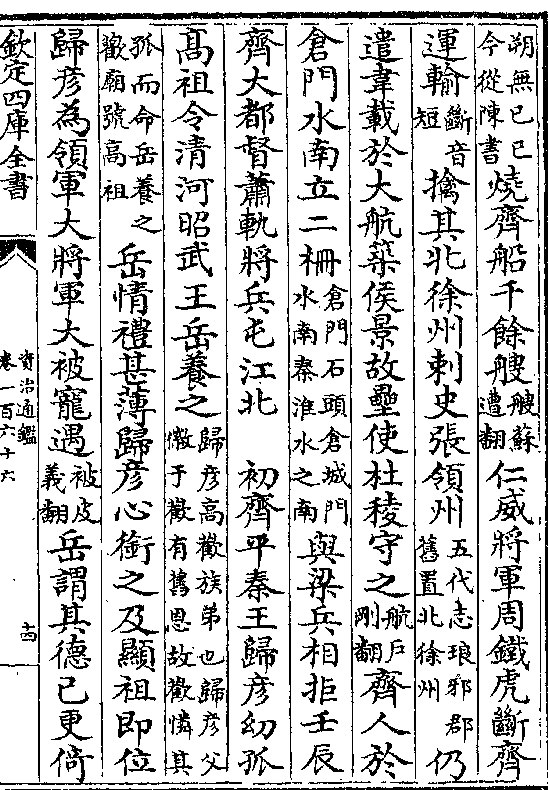 朔無己巳今從陳書燒齊船千餘艘艘蘇遭翻仁威將軍周鐵虎斷齊
運輸斷音短擒其北徐州刺史張領州五代志琅邪郡舊置北徐州仍
遣韋載於大航築侯景故壘使杜稜守之航戶剛翻齊人於
倉門水南立二柵倉門石頭倉城門水南秦淮水之南與梁兵相拒壬辰
齊大都督蕭軌將兵屯江北　初齊平秦王歸彥幼孤
高祖令清河昭武王岳養之歸彥高歡族弟也歸彥父徽于歡有舊恩故歡憐其
孤而命岳養之歡廟號高祖岳情禮甚薄歸彥心銜之及顯祖即位
歸彥為領軍大將軍大被寵遇被皮義翻岳謂其德己更倚
欽定四庫全書
資治通鑑
卷一百六十六
十四